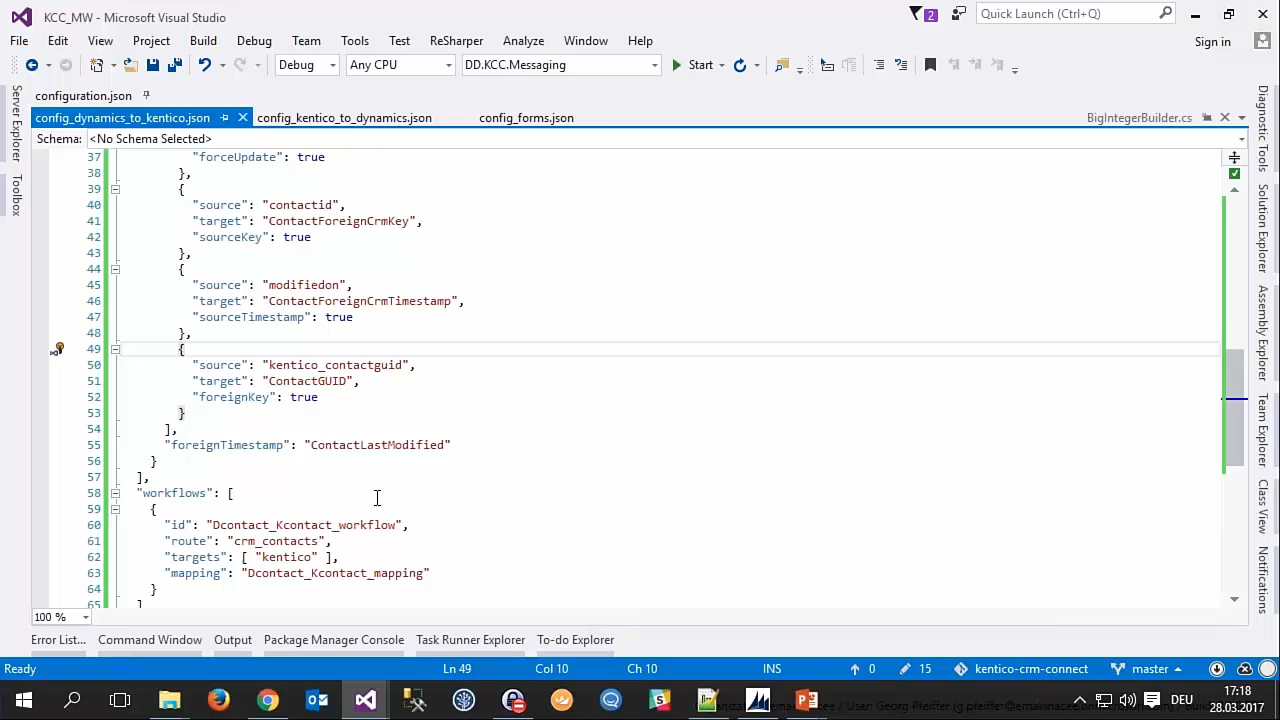 KCC_MW - Microsoft Visual Studio
2
Quick Launch (Ctrl+Q)
File Edit View Project Build Debug Team Tools Test ReSharper Analyze Window Help
Sign in
Debug Any CPU DD.KCC.Messaging Start
configuration.json
config_dynamics_to_kentico.json config_kentico_to_dynamics.json config_forms.json BigIntegerBuilder.cs
Schema: <No Schema Selected>
Server Explorer
Toolbox
37 "forceUpdate": true
38 },
39 {
40 "source": "contactid",
41 "target": "ContactForeignCrmKey",
42 "sourceKey": true
43 },
44 {
45 "source": "modifiedon",
46 "target": "ContactForeignCrmTimestamp",
47 "sourceTimestamp": true
48 },
49 {
50 "source": "kentico_contactguid",
51 "target": "ContactGUID",
52 "foreignKey": true
53 }
54 ],
55 "foreignTimestamp": "ContactLastModified"
56 }
57 ],
58 "workflows": [
59 {
60 "id": "Dcontact_Kcontact_workflow",
61 "route": "crm_contacts",
62 "targets": [ "kentico" ],
63 "mapping": "Dcontact_Kcontact_mapping"
64 }
65 ]
Diagnostic Tools
Solution Explorer
Assembly Explorer
Team Explorer
Class View
Notifications
100 %
Error List... Command Window Output Package Manager Console Task Runner Explorer To-do Explorer
Ready Ln 49 Col 10 Ch 10 INS 0 15 kentico-crm-connect master
DEU
17:18
28.03.2017